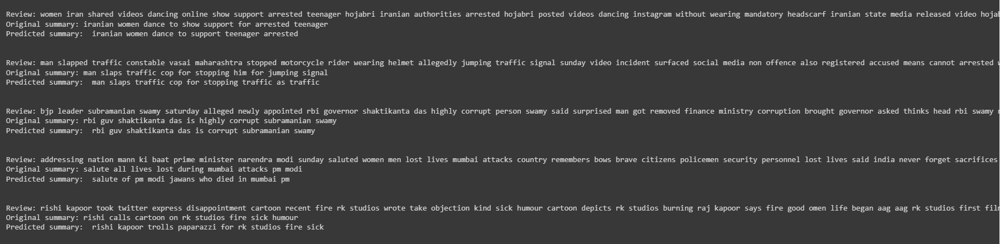 Review: women iran shared videos dancing online show support arrested teenager hojabri iranian authorities arrested hojabri posted videos dancing instagram without wearing mandatory headscarf iranian state media released video
Original summary: iranian women dance to show support for arrested teenager
Predicted summary:  iranian women dance to support teenager arrested
Review: man slapped traffic constable vasai maharashtra stopped motorcycle rider wearing helmet allegedly jumping traffic signal sunday video incident surfaced social media non offence also registered accused means cannot arrested
Original summary: man slaps traffic cop for stopping him for jumping signal
Predicted summary:  man slaps traffic cop for stopping traffic as traffic
Review: bjp leader subramanian swamy saturday alleged newly appointed rbi governor shaktikanta das highly corrupt person swamy said surprised man got removed finance ministry corruption brought governor asked thinks head rbi swamy
Original summary: rbi guv shaktikanta das is highly corrupt subramanian swamy
Predicted summary:  rbi guv shaktikanta das is corrupt subramanian swamy
Review: addressing nation mann ki baat prime minister narendra modi sunday saluted women men lost lives mumbai attacks country remembers bows brave citizens policemen security personnel lost lives said india never forget sacrifices
Original summary: salute all lives lost during mumbai attacks pm modi
Predicted summary:  salute of pm modi jawans who died in mumbai pm
Review: rishi kapoor took twitter express disappointment cartoon recent fire rk studios wrote take objection kind sick humour cartoon depicts rk studios burning raj kapoor says fire good omen life began aag aag rk studios first
Original summary: rishi calls cartoon on rk studios fire sick humour
Predicted summary:  rishi kapoor trolls paparazzi for rk studios fire sick